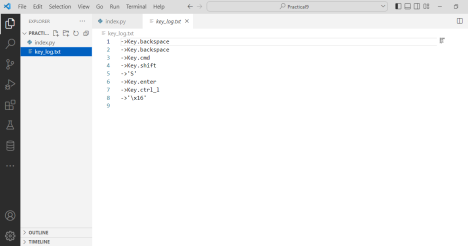 File Edit Selection View Go Run Terminal Help
Practica9
EXPLORER
index.py
key_log.txt
PRACTI...
key_log.txt
index.py
key_log.txt
1 ->Key.backspace
2 ->Key.backspace
3 ->Key.cmd
4 ->Key.shift
5 ->'S'
6 ->Key.enter
7 ->Key.ctrl_l
8 ->'\x16'
9
OUTLINE
TIMELINE